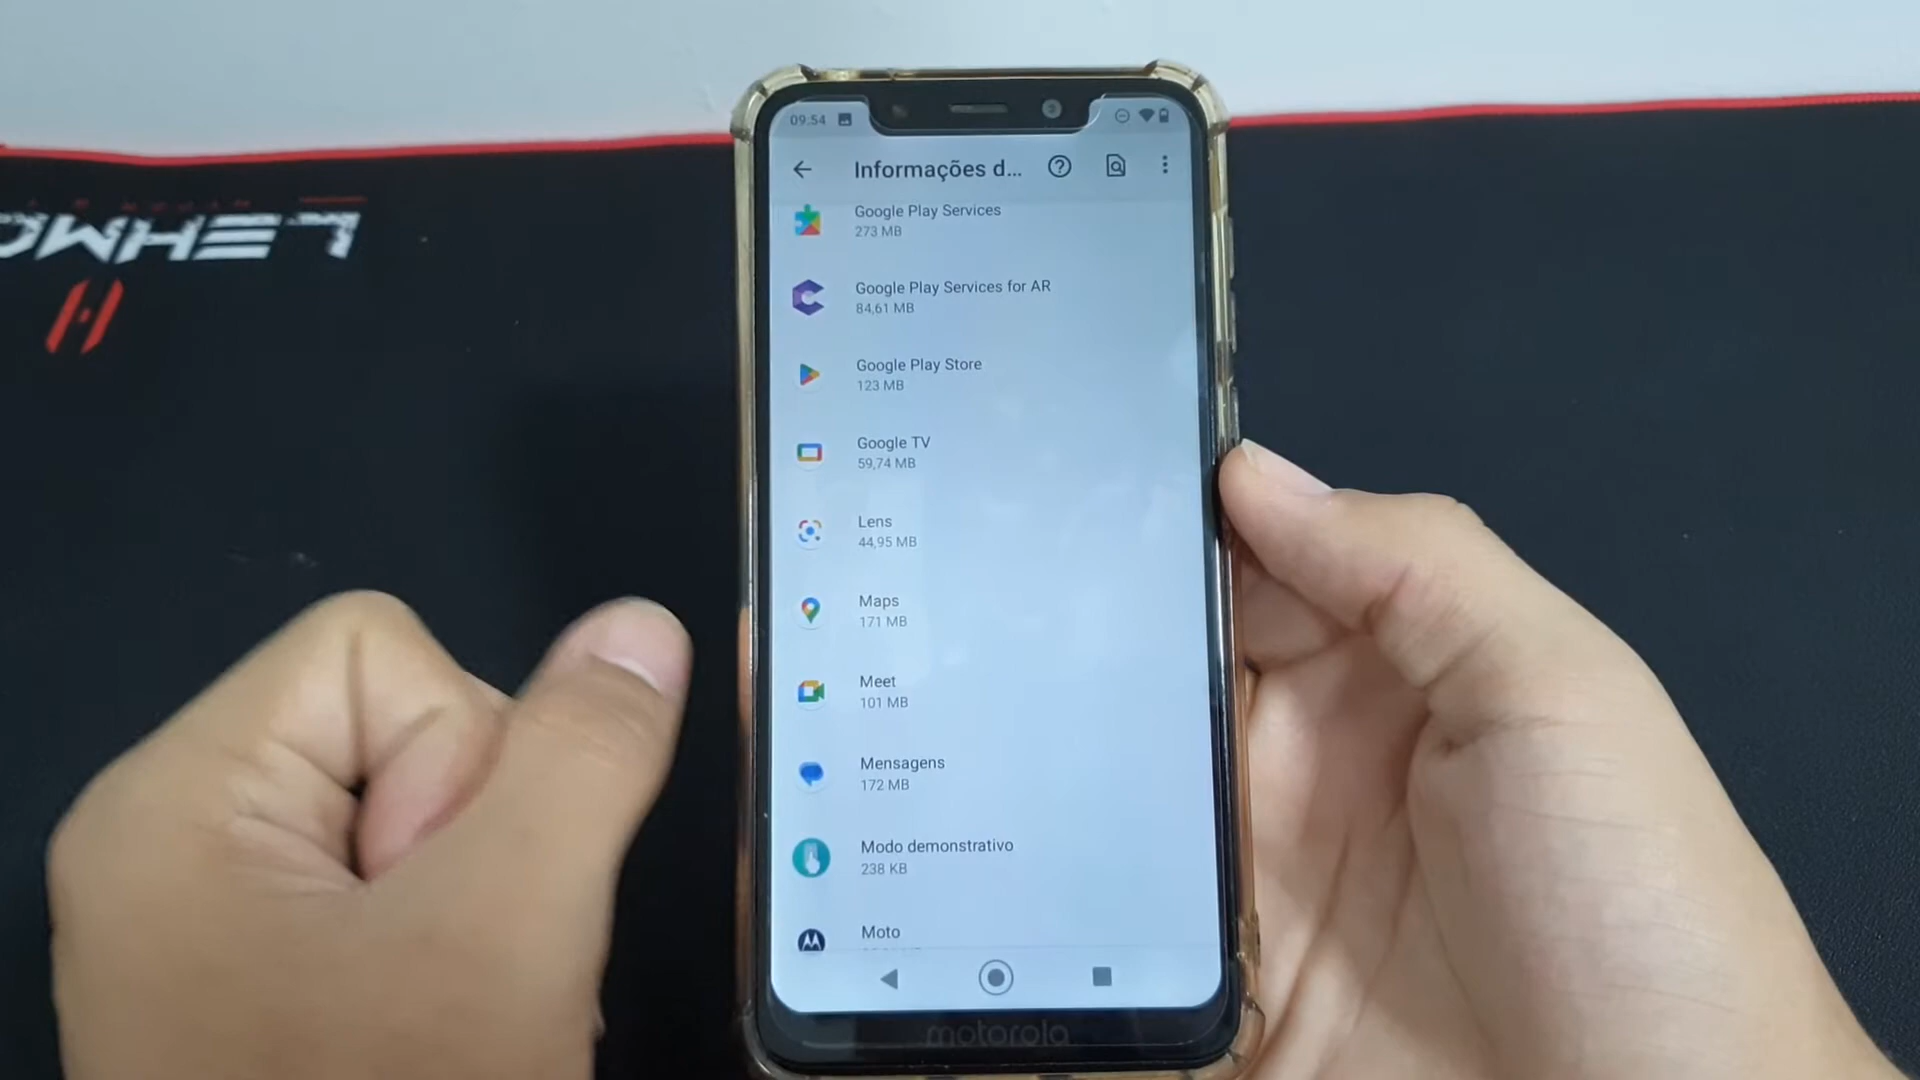 09:54
Informações d...
Google Play Services
273 MB
Google Play Services for AR
84,61 MB
Google Play Store
123 MB
Google TV
59,74 MB
Lens
44,95 MB
Maps
171 MB
Meet
101 MB
Mensagens
172 MB
Modo demonstrativo
238 KB
Moto
motorola
LEHMO